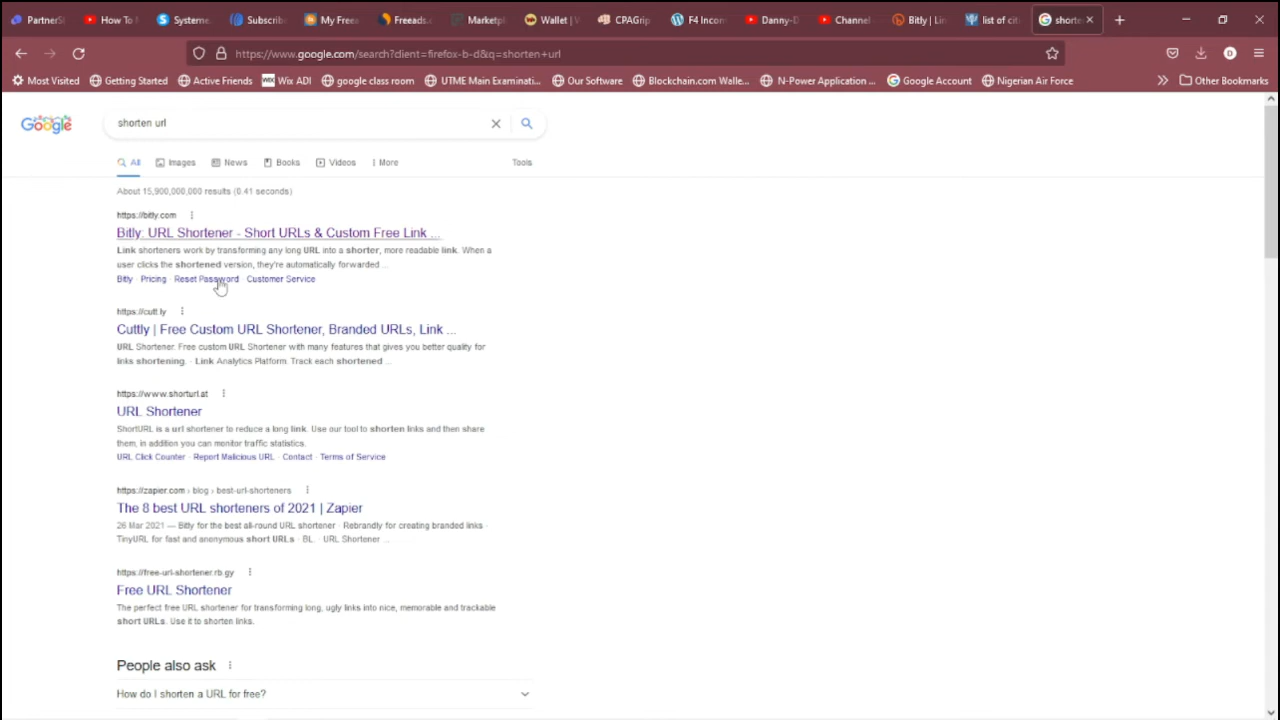 PartnerS
How To
Systeme.
Subscrib
My Free
Freeads.c
Marketpl
Wallet | V
CPAGrip
F4 Incon
Danny-D
Channel
Bitly | Lin
list of citi
shorte
https://www.google.com/search?client=firefox-b-d&q=shorten+url
Most Visited
Getting Started
Active Friends
Wix ADI
google class room
UTME Main Examinati...
Our Software
Blockchain.com Walle...
N-Power Application ...
Google Account
Nigerian Air Force
Other Bookmarks
Google
shorten url
All
Images
News
Books
Videos
More
Tools
About 15,900,000,000 results (0.41 seconds)
https://bitly.com
Bitly: URL Shortener - Short URLs & Custom Free Link ...
Link shorteners work by transforming any long URL into a shorter, more readable link. When a
user clicks the shortened version, they're automatically forwarded ...
Bitly · Pricing · Reset Password · Customer Service
https://cutt.ly
Cuttly | Free Custom URL Shortener, Branded URLs, Link ...
URL Shortener. Free custom URL Shortener with many features that gives you better quality for
links shortening. · Link Analytics Platform. Track each shortened ...
https://www.shorturl.at
URL Shortener
ShortURL is a url shortener to reduce a long link. Use our tool to shorten links and then share
them, in addition you can monitor traffic statistics.
URL Click Counter · Report Malicious URL · Contact · Terms of Service
https://zapier.com › blog › best-url-shorteners
The 8 best URL shorteners of 2021 | Zapier
26 Mar 2021 — Bitly for the best all-round URL shortener · Rebrandly for creating branded links ·
TinyURL for fast and anonymous short URLs · BL. · URL Shortener ...
https://free-url-shortener.rb.gy
Free URL Shortener
The perfect free URL shortener for transforming long, ugly links into nice, memorable and trackable
short URLs. Use it to shorten links.
People also ask
How do I shorten a URL for free?